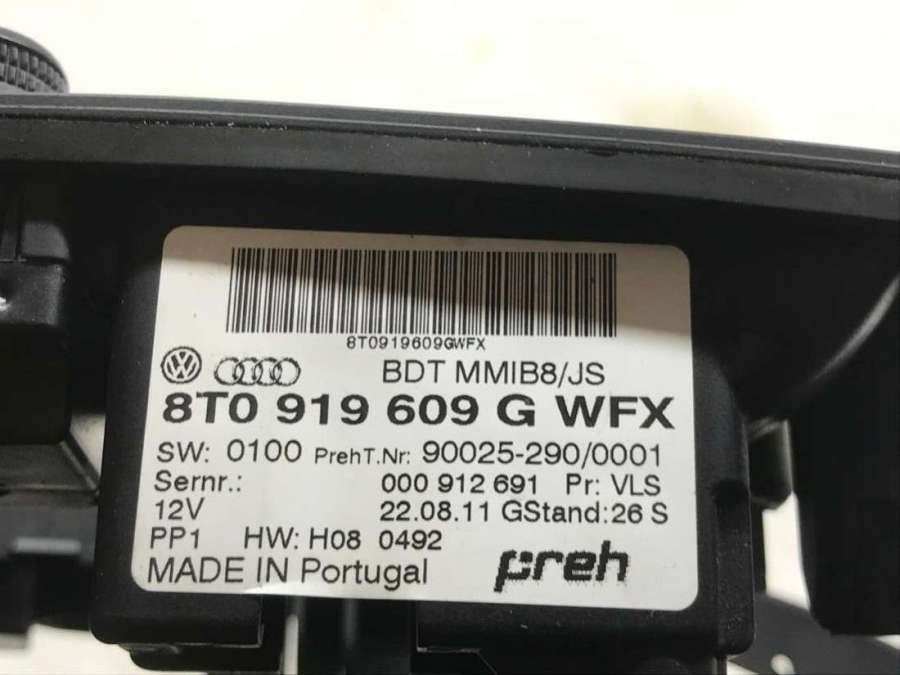 8T0919609GWFX
BDT MMIB8/JS
8T0 919 609 G WFX
SW: 0100 PrehT.Nr: 90025-290/0001
Sernr.: 000 912 691 Pr: VLS
12V 22.08.11 GStand: 26 S
PP1 HW: H08 0492
MADE IN Portugal preh